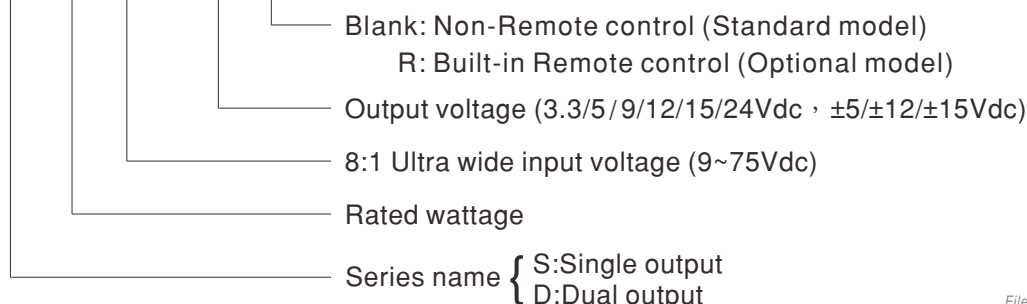 Blank: Non-Remote control (Standard model)
R: Built-in Remote control (Optional model)
Output voltage (3.3/5/9/12/15/24Vdc，±5/±12/±15Vdc)
8:1 Ultra wide input voltage (9~75Vdc)
Rated wattage
Series name { S:Single output
D:Dual output
File